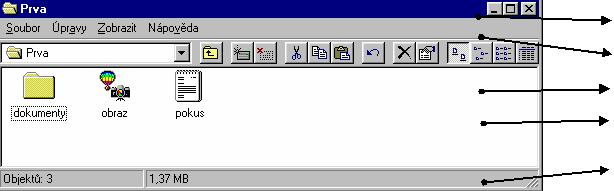 Prva
Soubor Úpravy Zobrazit Nápověda
Prva
dokumenty obraz pokus
Objektů: 3 1,37 MB